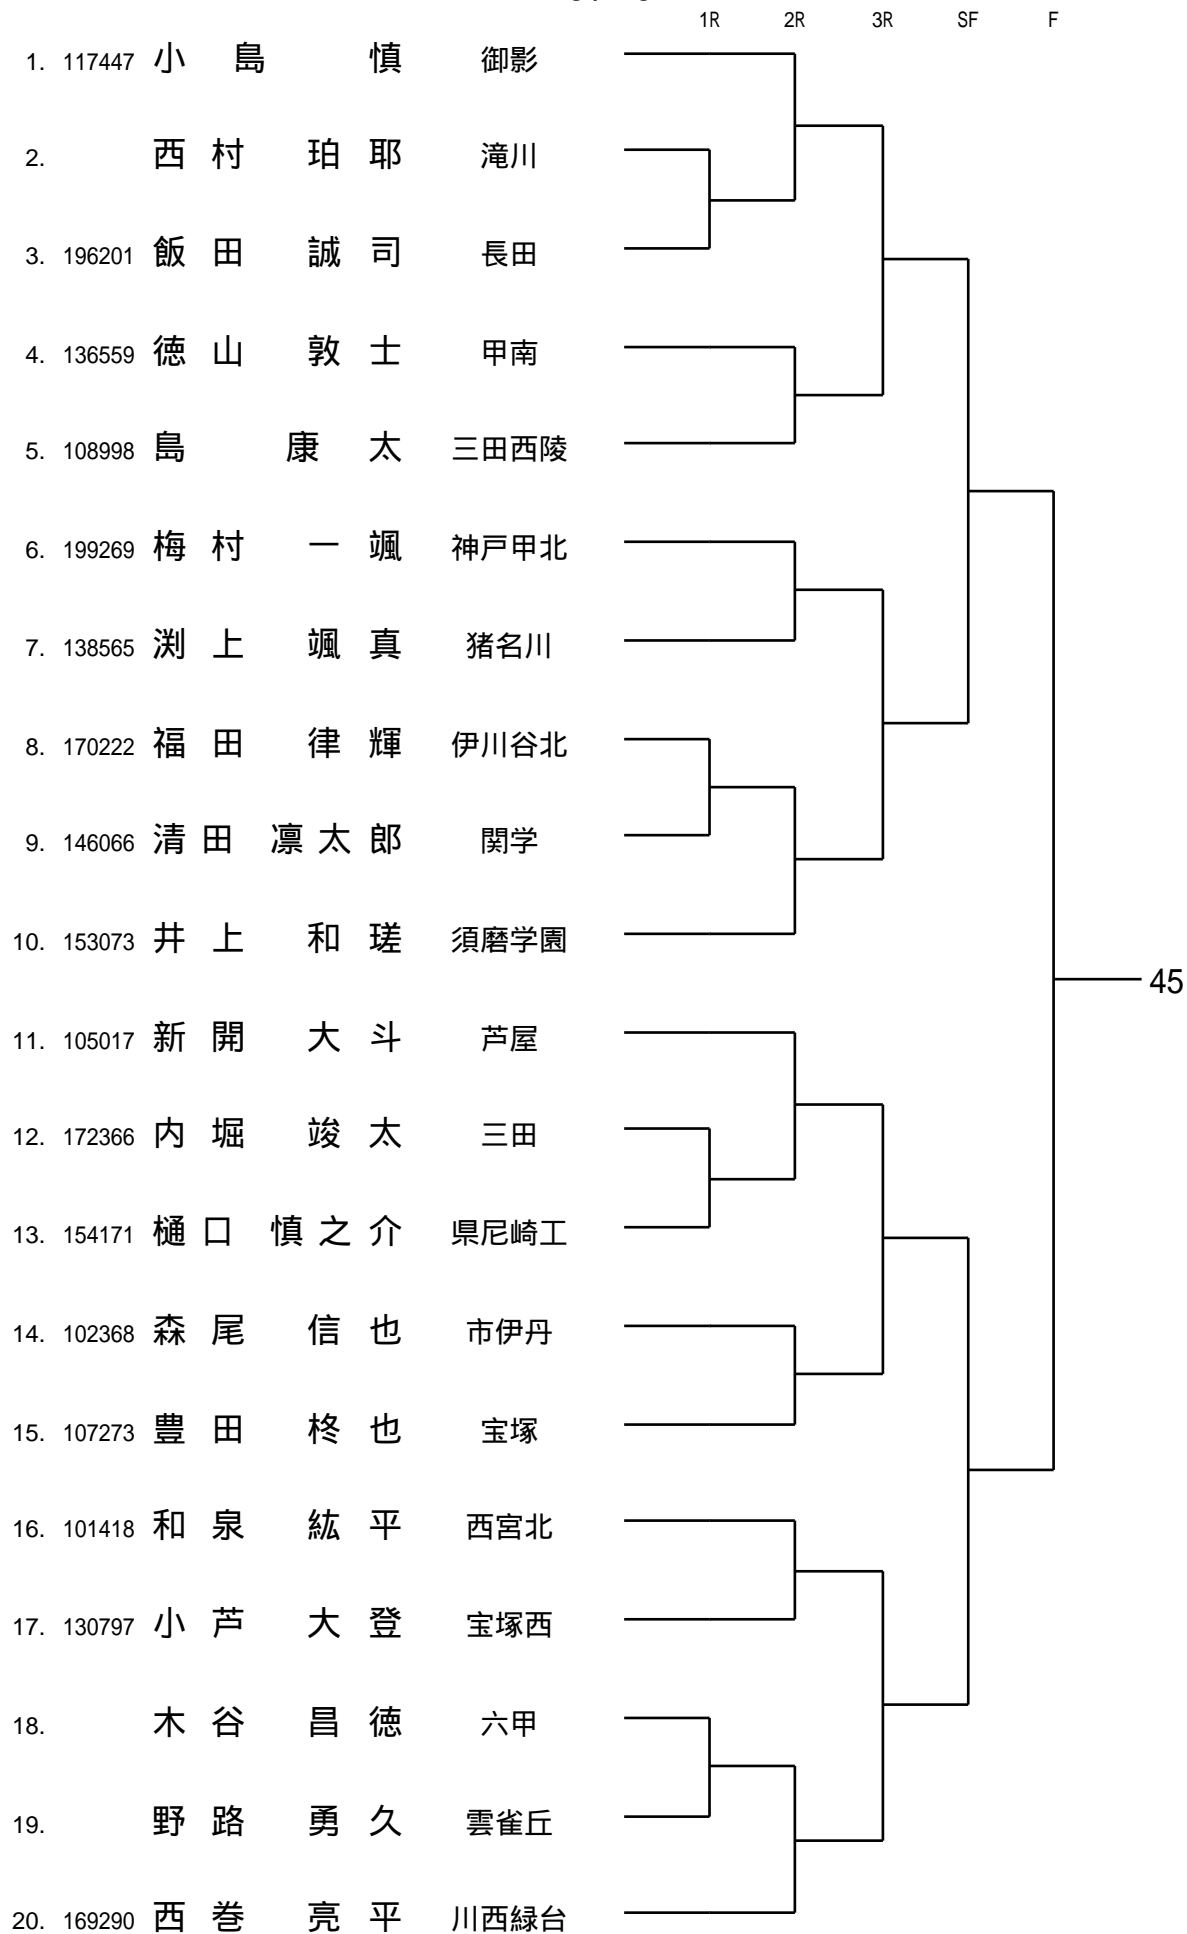 1R 2R 3R SF F
1. 117447 小島 慎 御影
2. 西村 珀耶 滝川
3. 196201 飯田 誠司 長田
4. 136559 徳山 敦士 甲南
5. 108998 島 康太 三田西陵
6. 199269 梅村 一颯 神戸甲北
7. 138565 渕上 颯真 猪名川
8. 170222 福田 律輝 伊川谷北
9. 146066 清田 凛太郎 関学
10. 153073 井上 和瑳 須磨学園
45
11. 105017 新開 大斗 芦屋
12. 172366 内堀 竣太 三田
13. 154171 樋口 慎之介 県尼崎工
14. 102368 森尾 信也 市伊丹
15. 107273 豊田 柊也 宝塚
16. 101418 和泉 紘平 西宮北
17. 130797 小芦 大登 宝塚西
18. 木谷 昌徳 六甲
19. 野路 勇久 雲雀丘
20. 169290 西巻 亮平 川西緑台